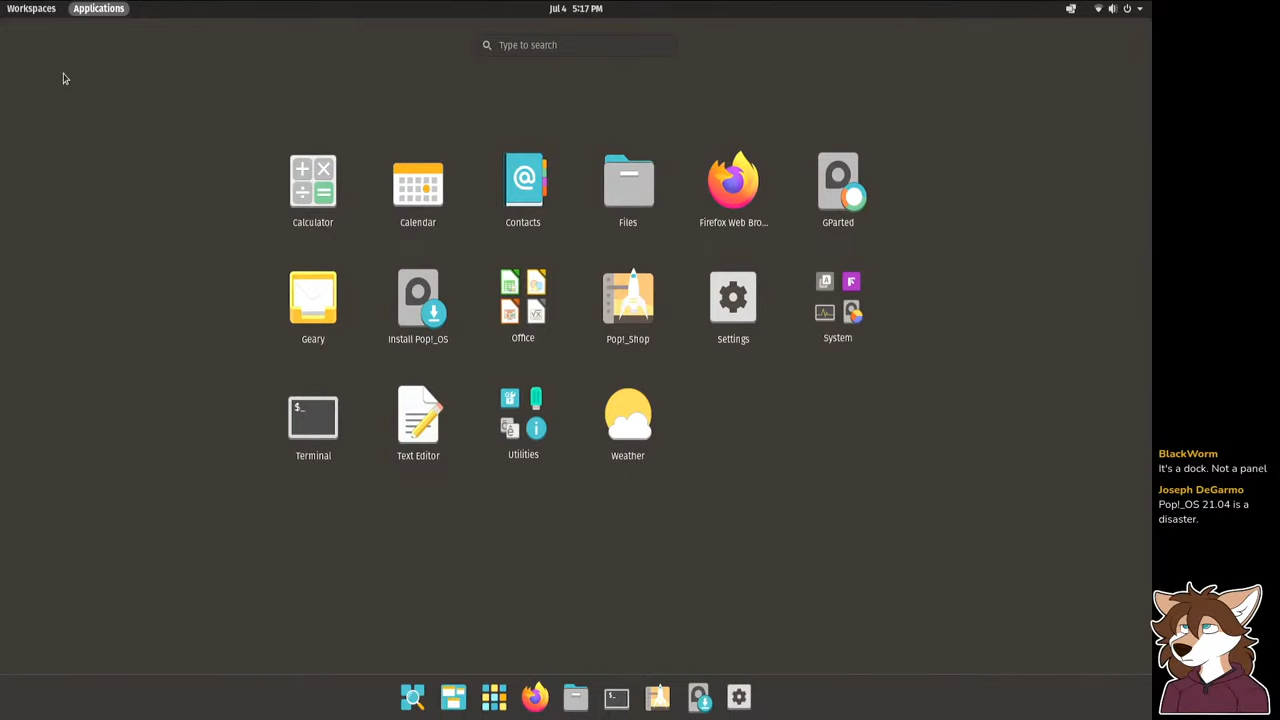 Workspaces
Applications
Jul 4 5:17 PM
Type to search
Calculator
Calendar
Contacts
Files
Firefox Web Bro...
GParted
Geary
Install Pop!_OS
Office
Pop!_Shop
Settings
System
$_
Terminal
Text Editor
Utilities
Weather
$_
BlackWorm
It's a dock. Not a panel
Joseph DeGarmo
Pop!_OS 21.04 is a
disaster.